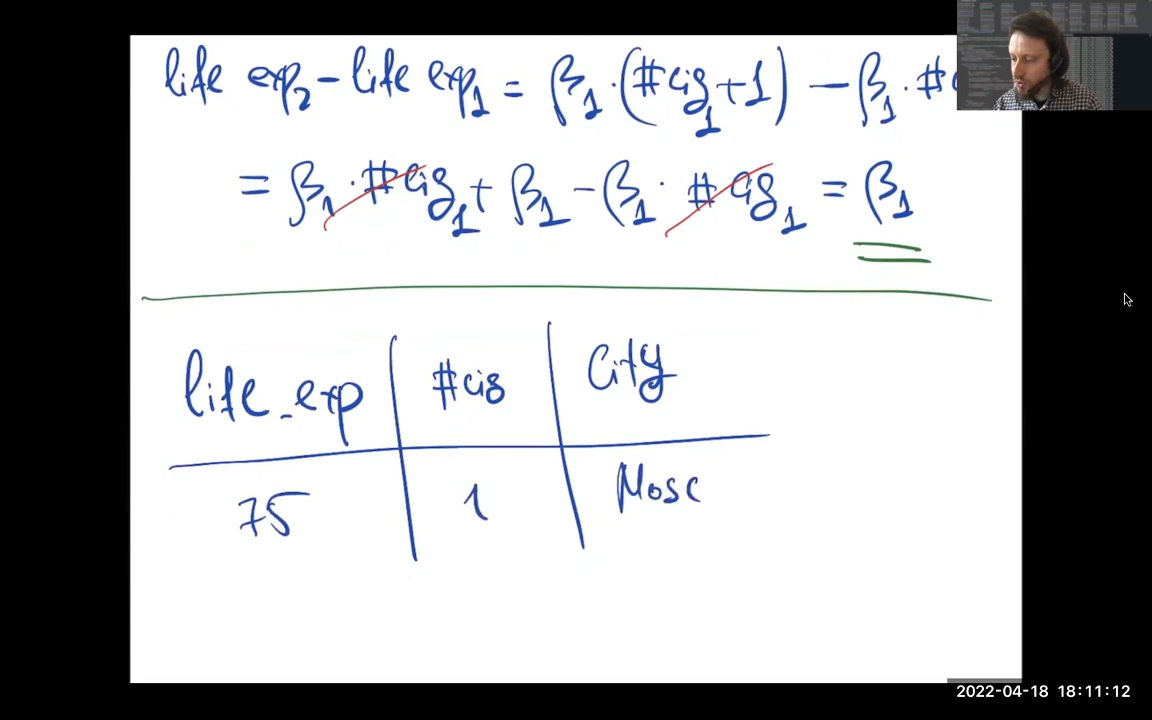 life exp₂ - life exp₁ = β₁ · (#cig₁ + 1) - β₁ · #c
= β₁ · #cig₁ + β₁ - β₁ · #cig₁ = β₁
life_exp #cig City
75 1 Mosc
2022-04-18 18:11:12